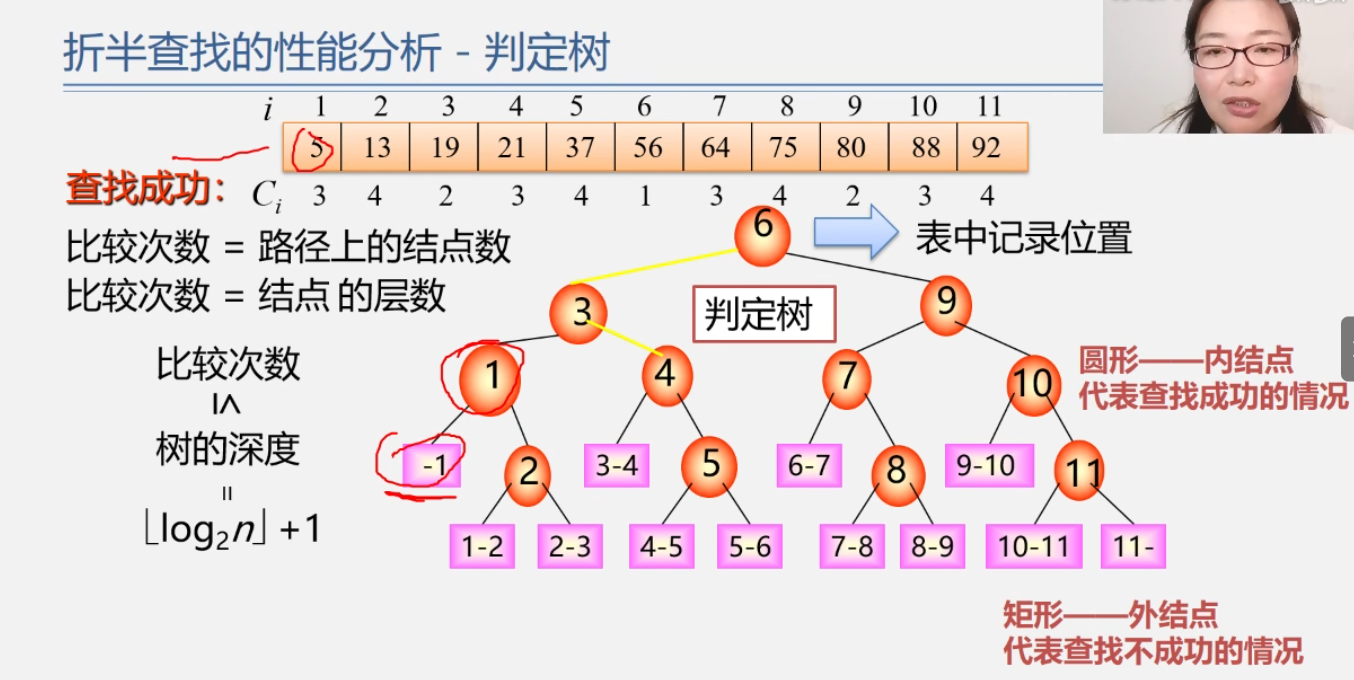 折半查找的性能分析 - 判定树
i 1 2 3 4 5 6 7 8 9 10 11
5 13 19 21 37 56 64 75 80 88 92
查找成功：
Ci 3 4 2 3 4 1 3 4 2 3 4
比较次数 = 路径上的结点数
比较次数 = 结点 的层数
6
表中记录位置
3
判定树
9
比较次数
≤
树的深度
=
⌊log2n⌋ +1
1
4
7
10
圆形——内结点
代表查找成功的情况
-1
2
3-4
5
6-7
8
9-10
11
1-2
2-3
4-5
5-6
7-8
8-9
10-11
11-
矩形——外结点
代表查找不成功的情况